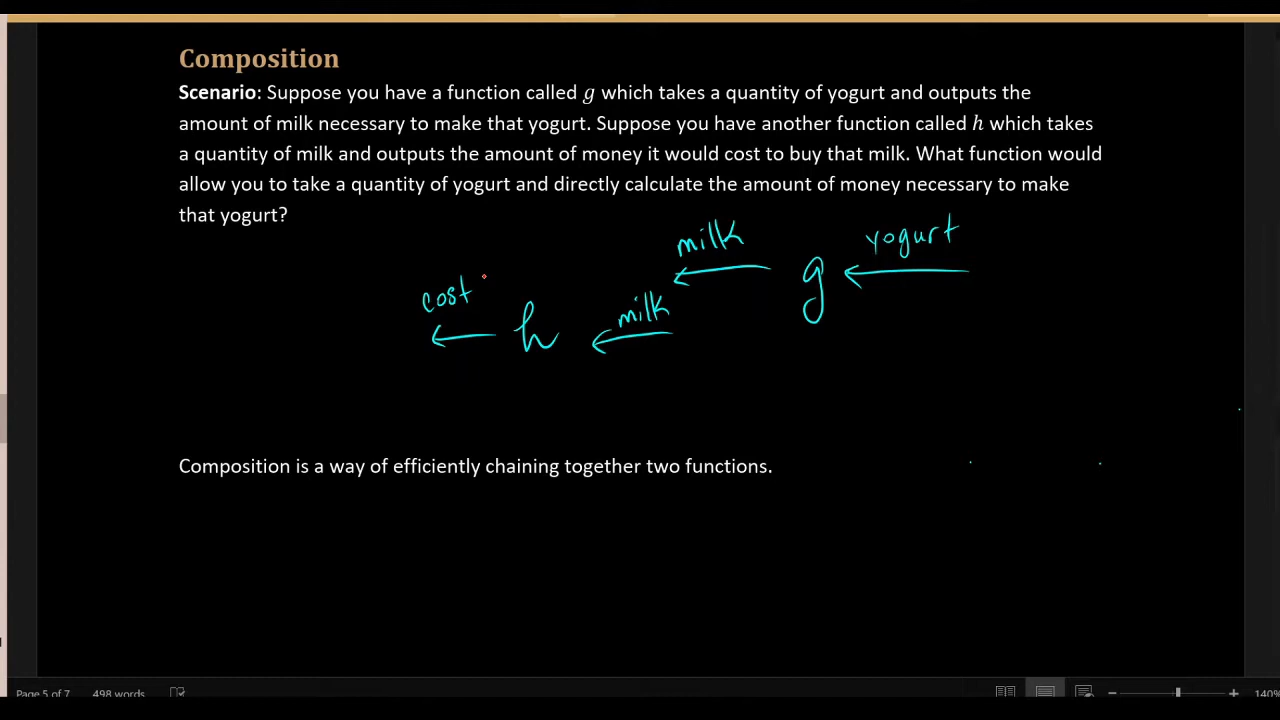 Composition
Scenario: Suppose you have a function called g which takes a quantity of yogurt and outputs the
amount of milk necessary to make that yogurt. Suppose you have another function called h which takes
a quantity of milk and outputs the amount of money it would cost to buy that milk. What function would
allow you to take a quantity of yogurt and directly calculate the amount of money necessary to make
that yogurt?
milk yogurt
g
cost milk
h
Composition is a way of efficiently chaining together two functions.
Page 5 of 7 498 words 140%